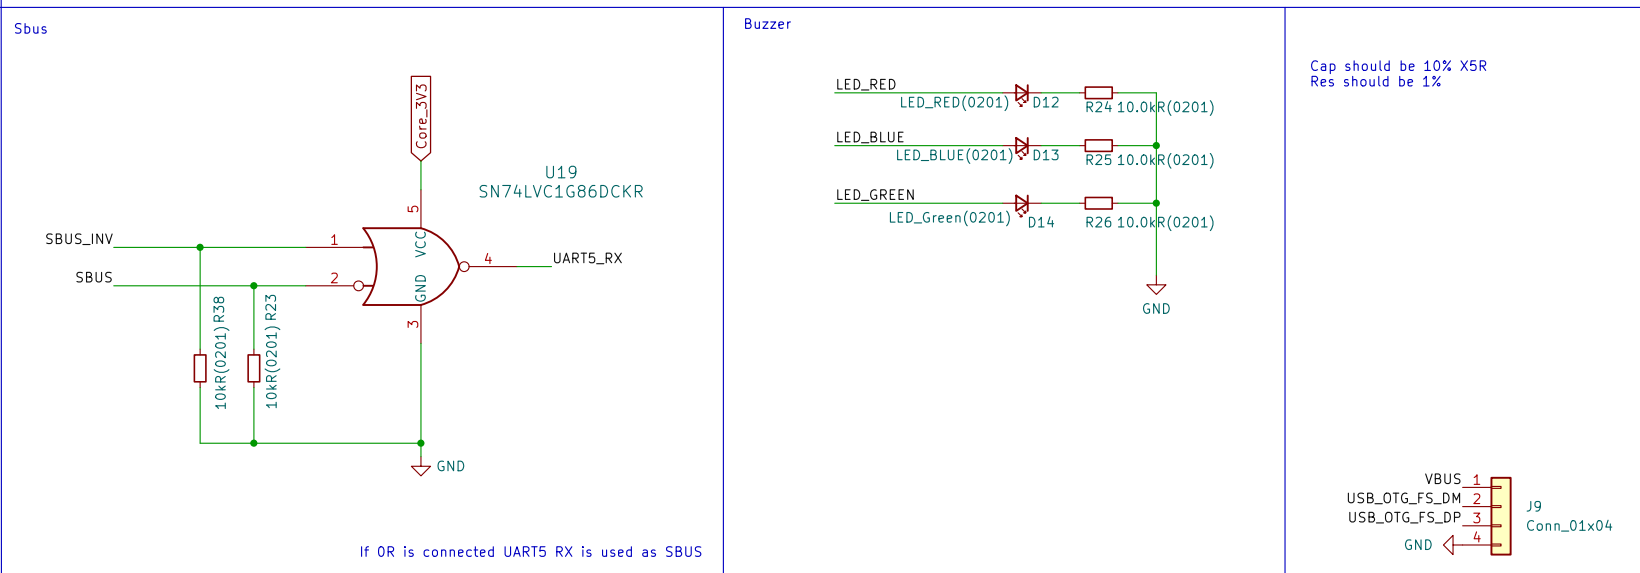 Sbus
Core_3V3
U19
SN74LVC1G86DCKR
5
VCC
SBUS_INV
1
4
UART5_RX
SBUS
2
GND
3
10kR(0201) R38
10kR(0201) R23
GND
If 0R is connected UART5 RX is used as SBUS
Buzzer
LED_RED
LED_RED(0201) D12
R24 10.0kR(0201)
LED_BLUE
LED_BLUE(0201) D13
R25 10.0kR(0201)
LED_GREEN
LED_Green(0201) D14
R26 10.0kR(0201)
GND
Cap should be 10% X5R
Res should be 1%
VBUS 1
USB_OTG_FS_DM 2
USB_OTG_FS_DP 3
GND 4
J9
Conn_01x04